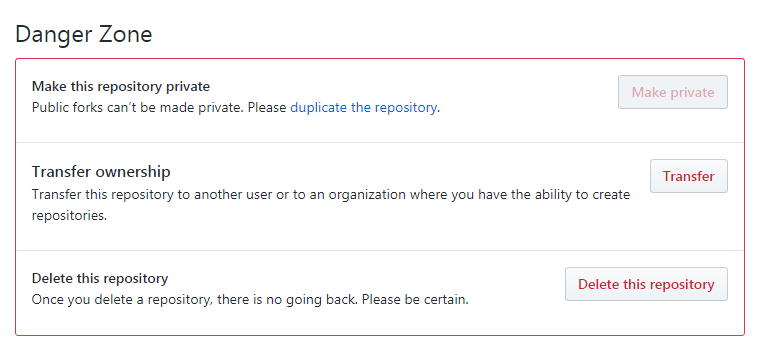 Danger Zone
Make this repository private
Public forks can't be made private. Please duplicate the repository.
Make private
Transfer ownership
Transfer this repository to another user or to an organization where you have the ability to create
repositories.
Transfer
Delete this repository
Once you delete a repository, there is no going back. Please be certain.
Delete this repository